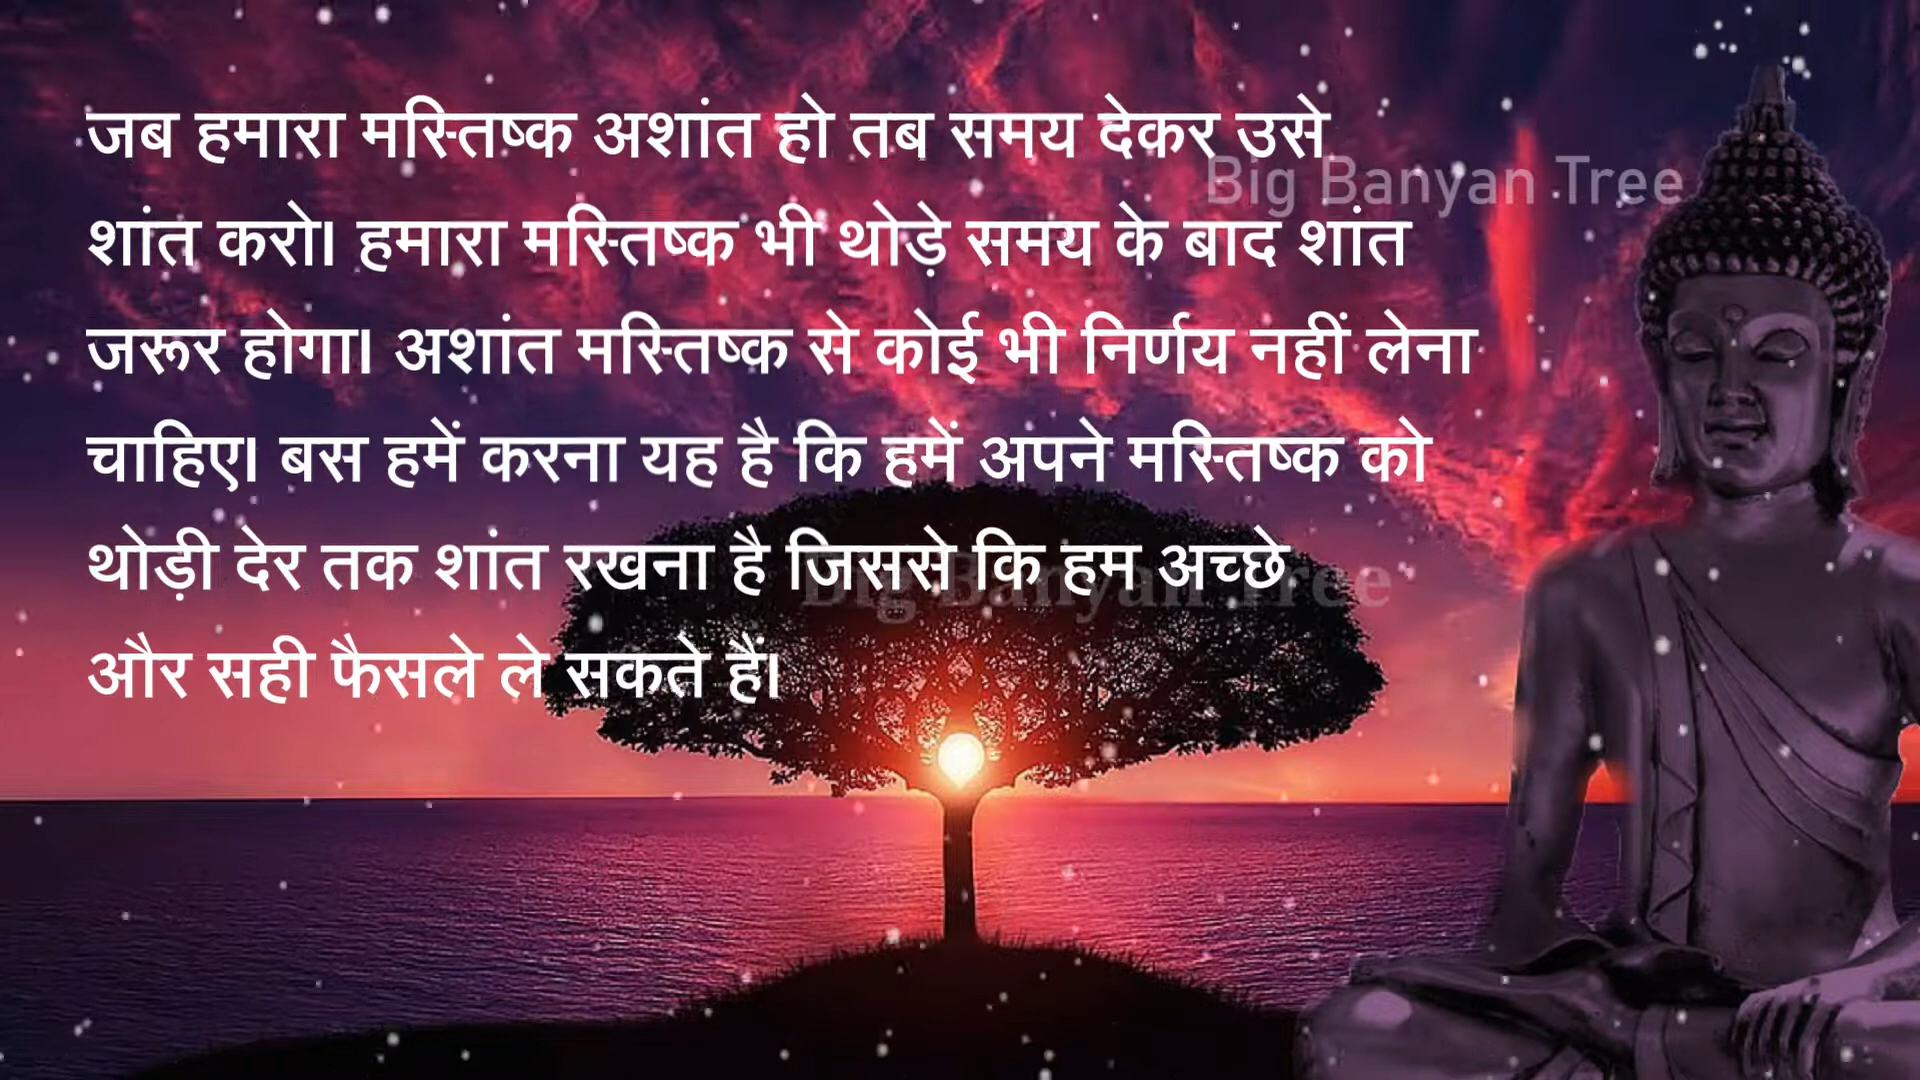 जब हमारा मस्तिष्क अशांत हो तब समय देकर उसे
Big Banyan Tree
शांत करो। हमारा मस्तिष्क भी थोड़े समय के बाद शांत
जरूर होगा। अशांत मस्तिष्क से कोई भी निर्णय नहीं लेना
चाहिए। बस हमें करना यह है कि हमें अपने मस्तिष्क को
थोड़ी देर तक शांत रखना है जिससे कि हम अच्छे
Big Banyan Tree
और सही फैसले ले सकते हैं।